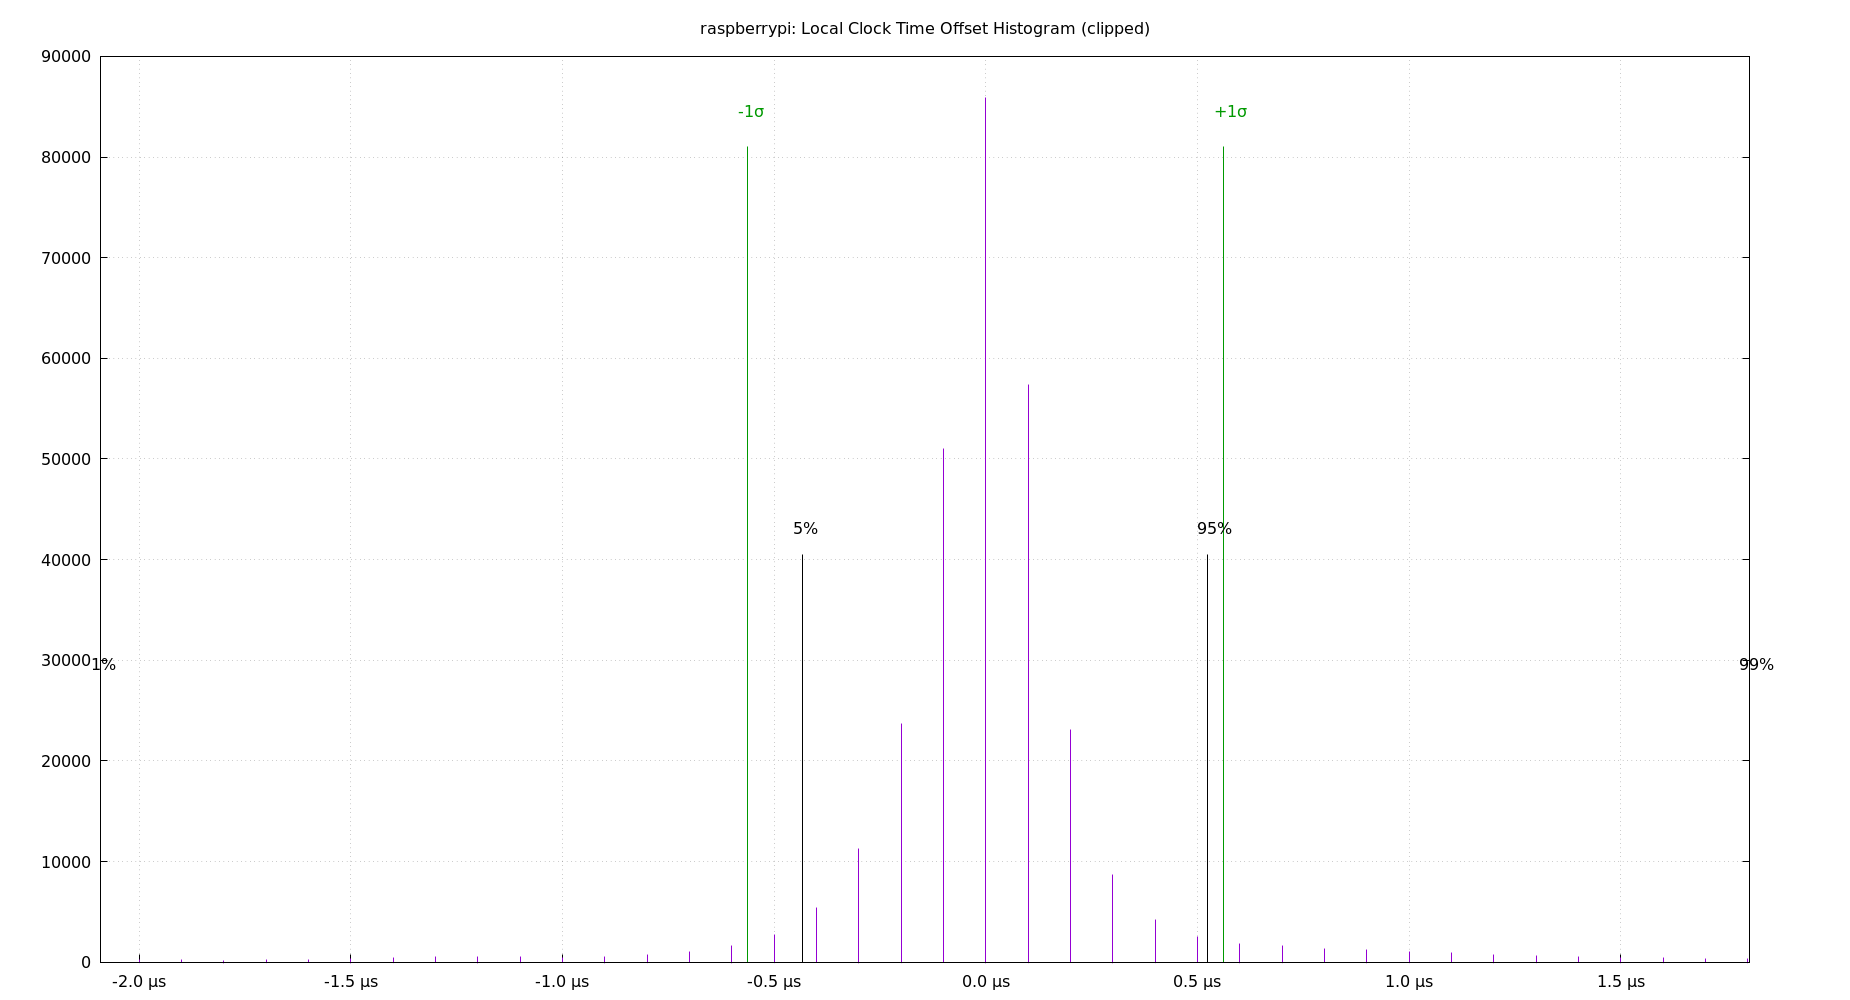 raspberrypi: Local Clock Time Offset Histogram (clipped)
90000
-1σ +1σ
80000
70000
60000
50000
5% 95%
40000
30000 1% 99%
20000
10000
0
-2.0 µs -1.5 µs -1.0 µs -0.5 µs 0.0 µs 0.5 µs 1.0 µs 1.5 µs